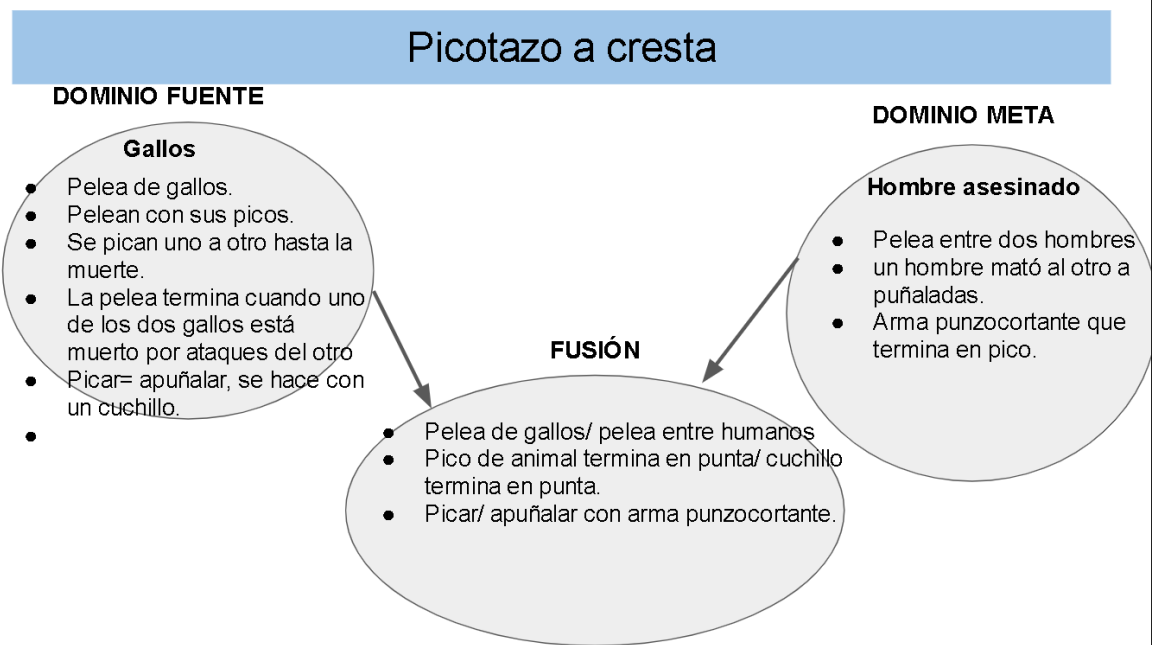 Picotazo a cresta
DOMINIO FUENTE
Gallos
● Pelea de gallos.
● Pelean con sus picos.
● Se pican uno a otro hasta la
muerte.
● La pelea termina cuando uno
de los dos gallos está
muerto por ataques del otro
● Picar= apuñalar, se hace con
un cuchillo.
●
DOMINIO META
Hombre asesinado
● Pelea entre dos hombres
● un hombre mató al otro a
puñaladas.
● Arma punzocortante que
termina en pico.
FUSIÓN
● Pelea de gallos/ pelea entre humanos
● Pico de animal termina en punta/ cuchillo
termina en punta.
● Picar/ apuñalar con arma punzocortante.